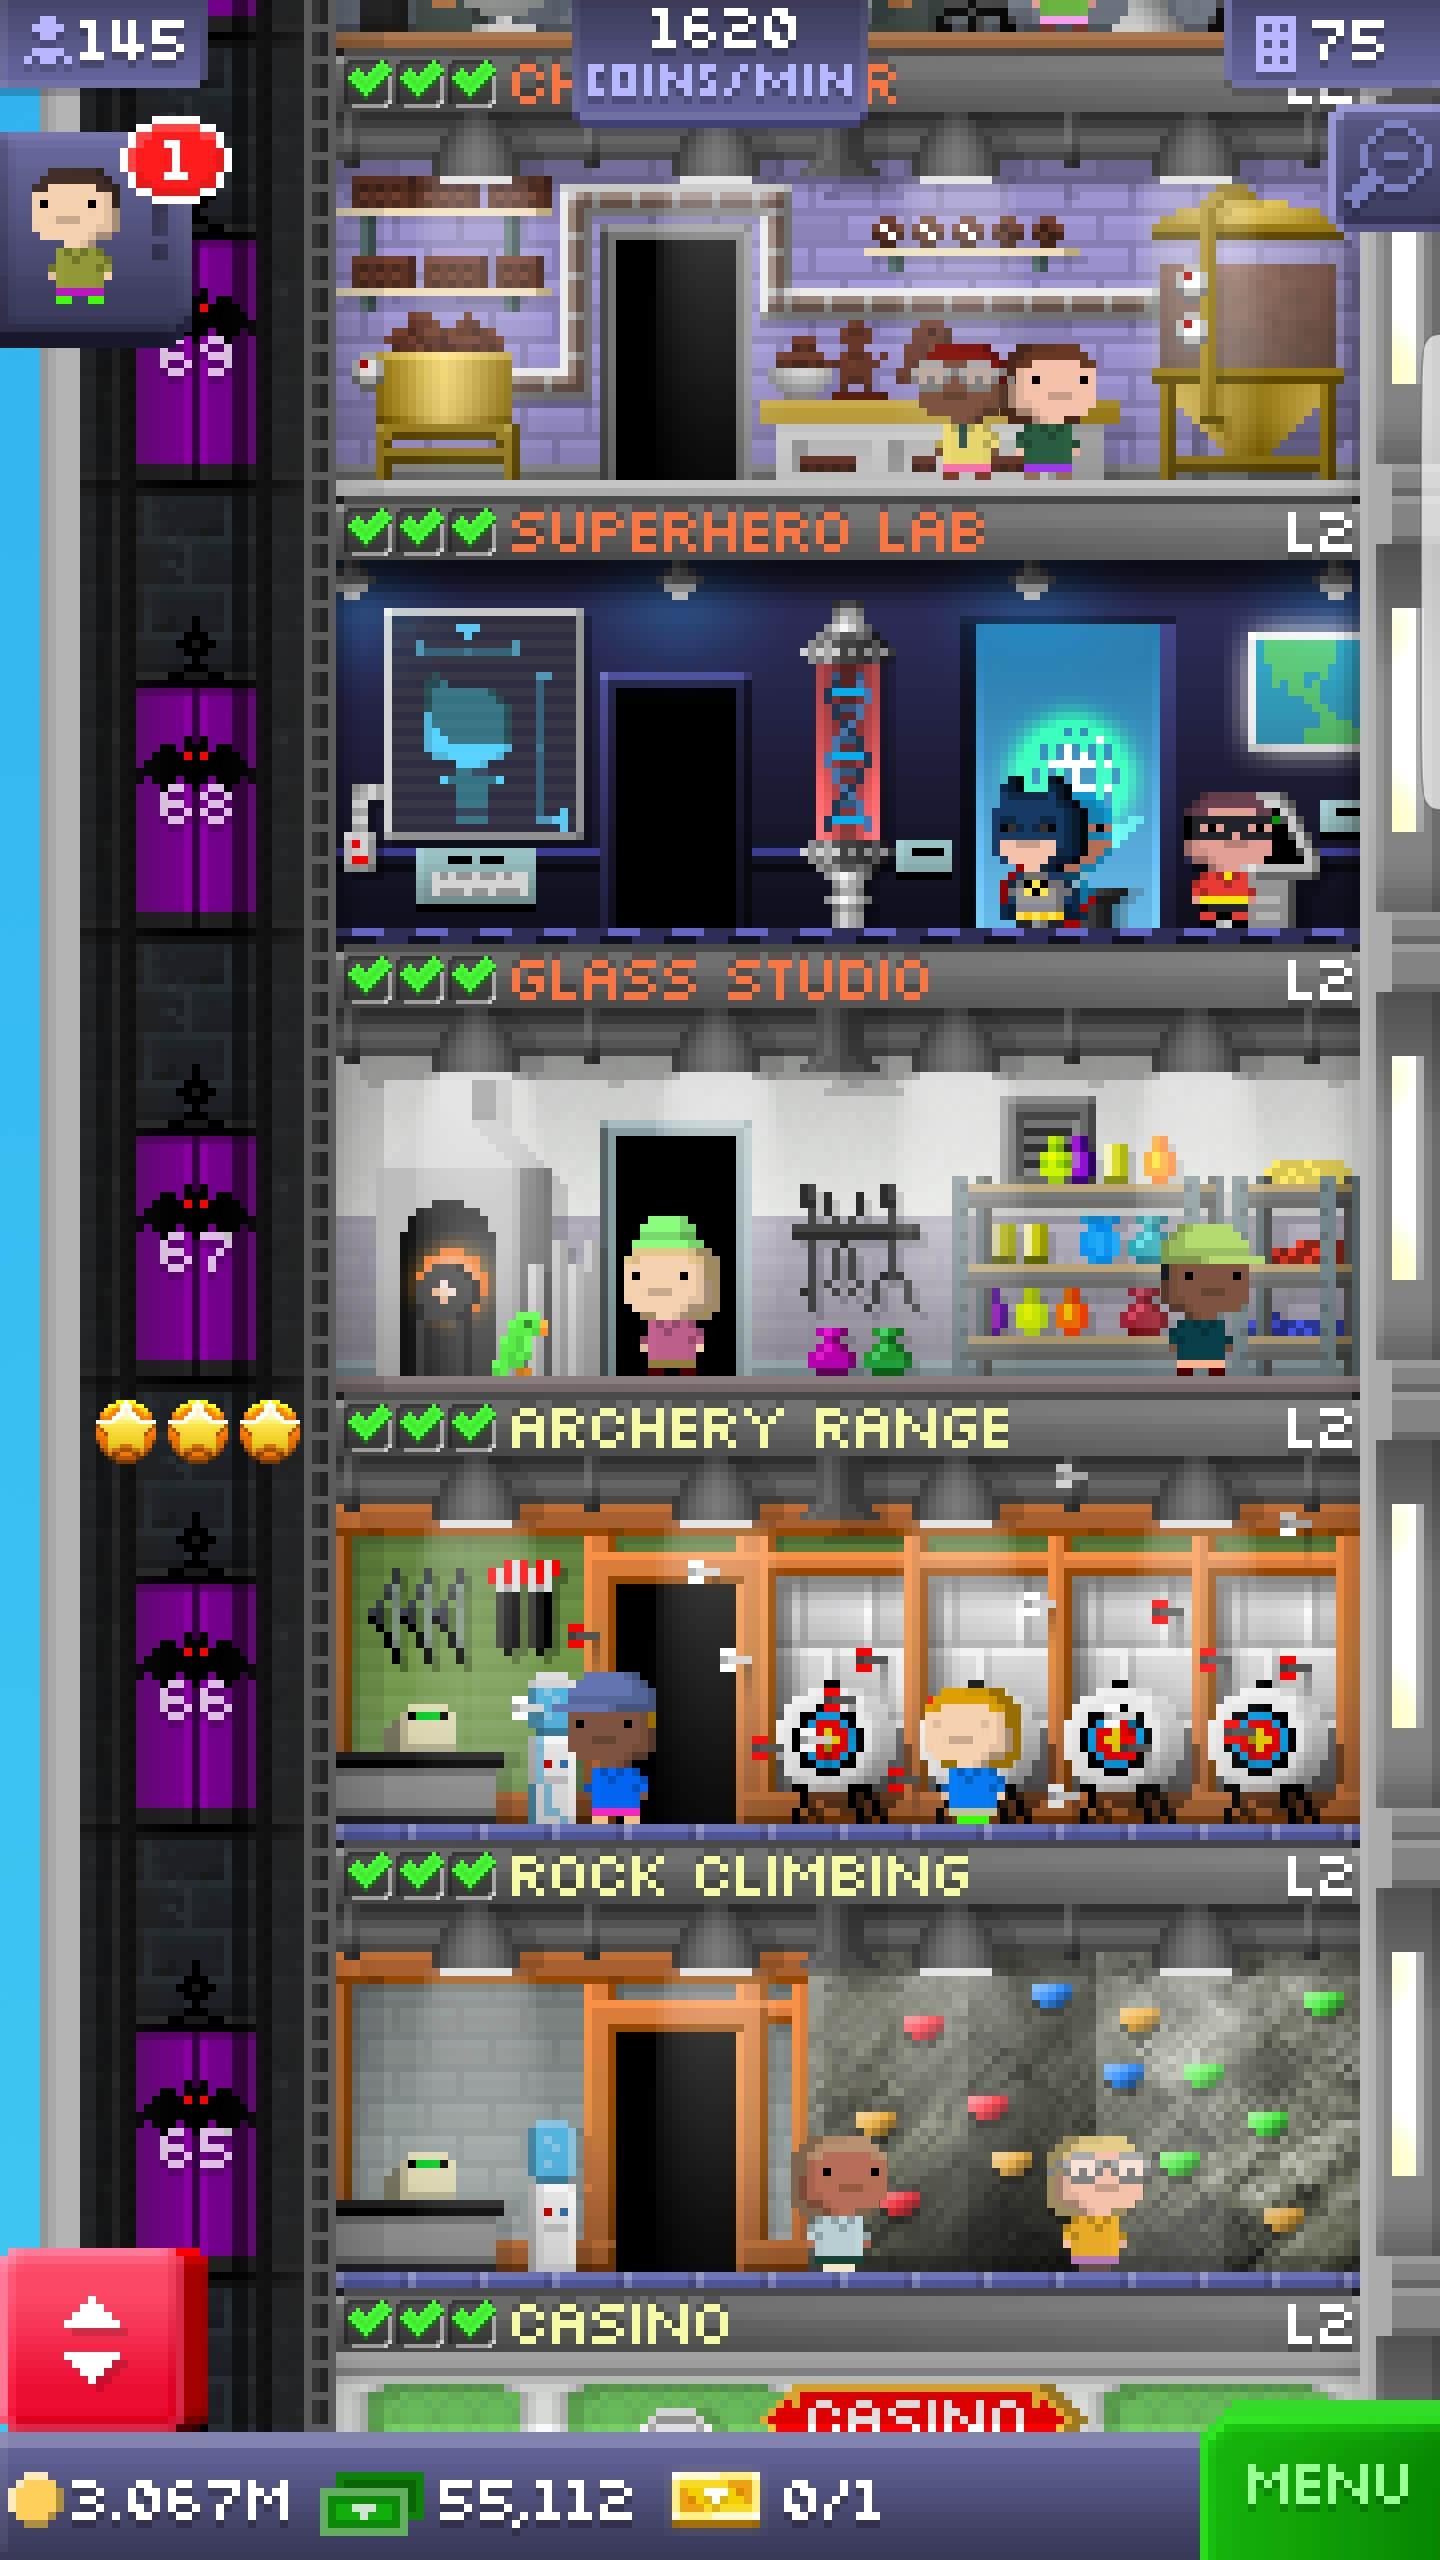 145
1620
COINS/MIN
75
CH R
L2
1
69
SUPERHERO LAB
L2
68
GLASS STUDIO
L2
67
ARCHERY RANGE
L2
66
ROCK CLIMBING
L2
65
CASINO
L2
CASINO
3.067M
55,112
0/1
MENU